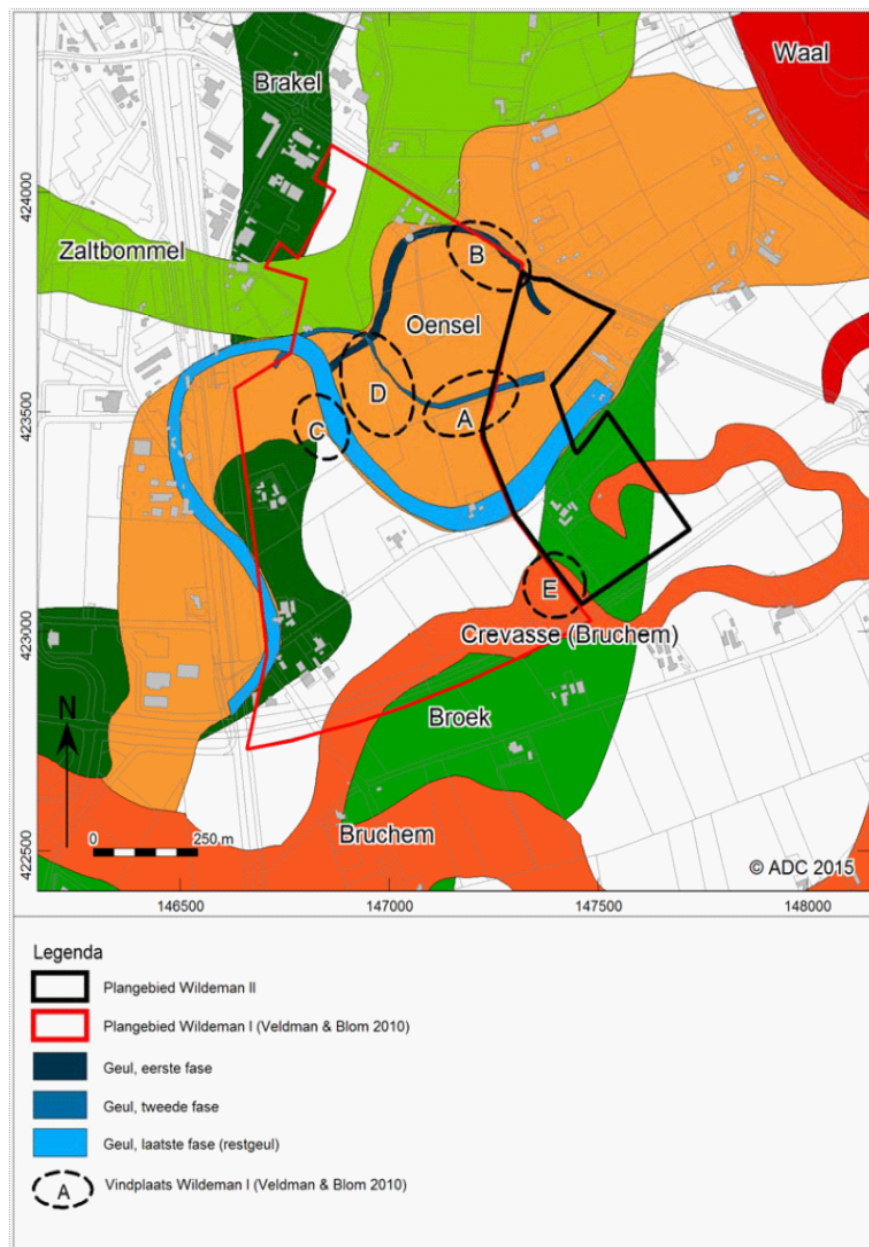 Waal
Brakel
424000
Zaltbommel
B
Oensel
D
A
423500
C
E
423000
Crevasse (Bruchem)
Broek
N
0 250 m
Bruchem
422500
© ADC 2015
146500 147000 147500 148000
Legenda
Plangebied Wildeman II
Plangebied Wildeman I (Veldman & Blom 2010)
Geul, eerste fase
Geul, tweede fase
Geul, laatste fase (restgeul)
A Vindplaats Wildeman I (Veldman & Blom 2010)